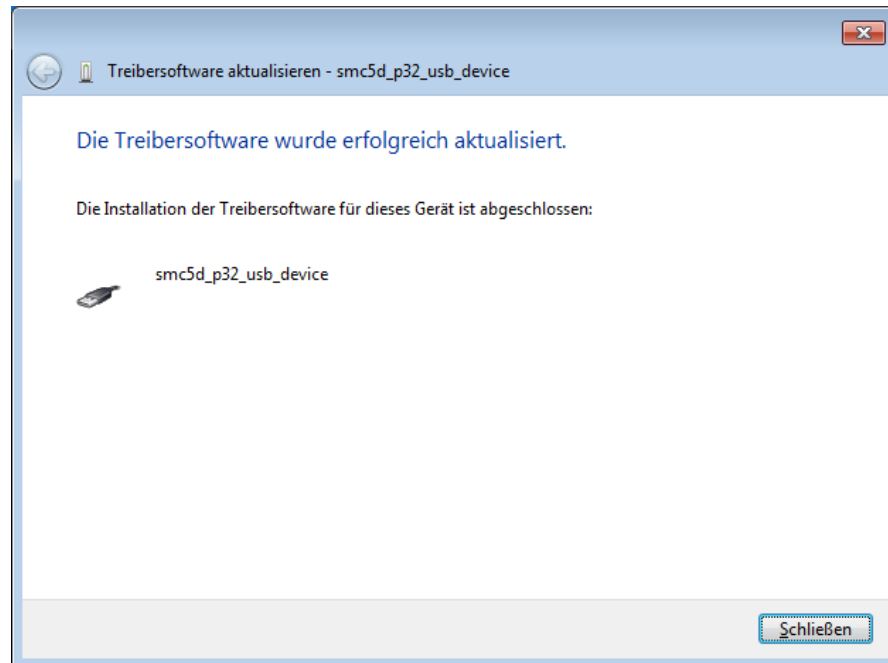 Treibersoftware aktualisieren - smc5d_p32_usb_device
Die Treibersoftware wurde erfolgreich aktualisiert.
Die Installation der Treibersoftware für dieses Gerät ist abgeschlossen:
smc5d_p32_usb_device
Schließen